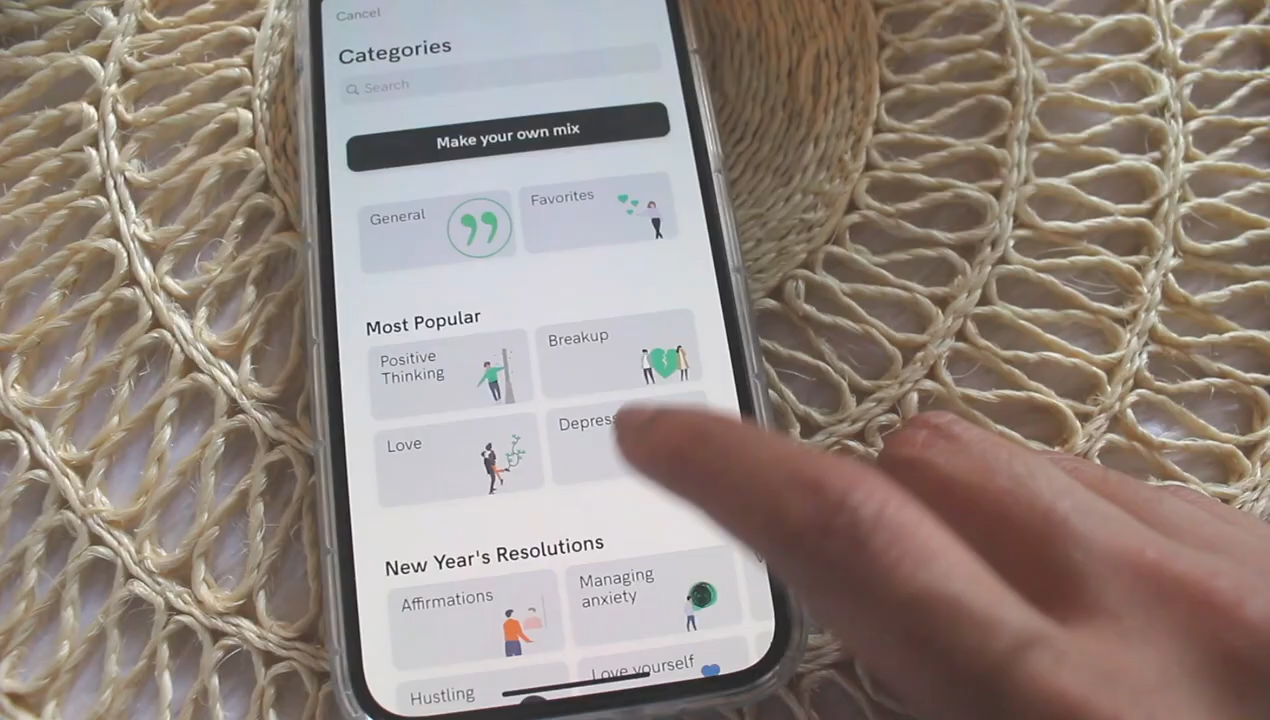 Cancel
Categories
Search
Make your own mix
General
Favorites
Most Popular
Positive
Thinking
Breakup
Love
Depres
New Year's Resolutions
Affirmations
Managing
anxiety
Hustling
Love yourself